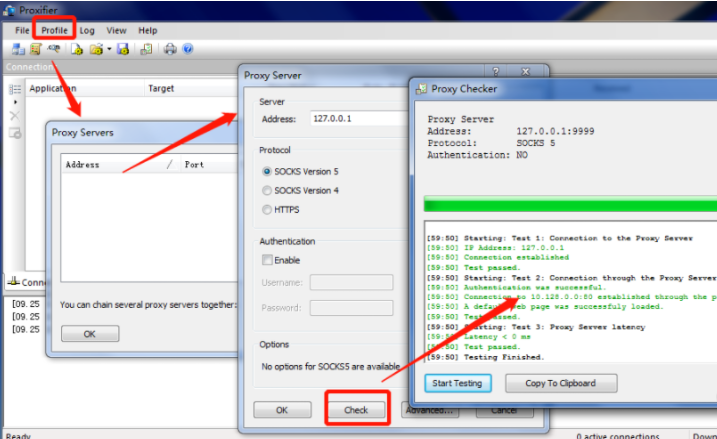 Proxifier
File Profile Log View Help
Connection
Application Target
Proxy Servers
Address / Port
You can chain several proxy servers together:
OK
[09. 25
[09. 25
[09. 25
Ready
0 active connections Down
Proxy Server
Server
Address: 127.0.0.1
Protocol
SOCKS Version 5
SOCKS Version 4
HTTPS
Authentication
Enable
Username:
Password:
Options
No options for SOCKS5 are available
OK Check Advanced... Cancel
Proxy Checker
Proxy Server
Address: 127.0.0.1:9999
Protocol: SOCKS 5
Authentication: NO
[59:50] Starting: Test 1: Connection to the Proxy Server
[59:50] IP Address: 127.0.0.1
[59:50] Connection established
[59:50] Test passed.
[59:50] Starting: Test 2: Connection through the Proxy Server
[59:50] Authentication was successful.
[59:50] Connection to 10.128.0.0:80 established through the p
[59:50] A default web page was successfuly loaded.
[59:50] Test passed.
[59:50] Starting: Test 3: Proxy Server latency
[59:50] Latency < 0 ms
[59:50] Test passed.
[59:50] Testing Finished.
Start Testing Copy To Clipboard